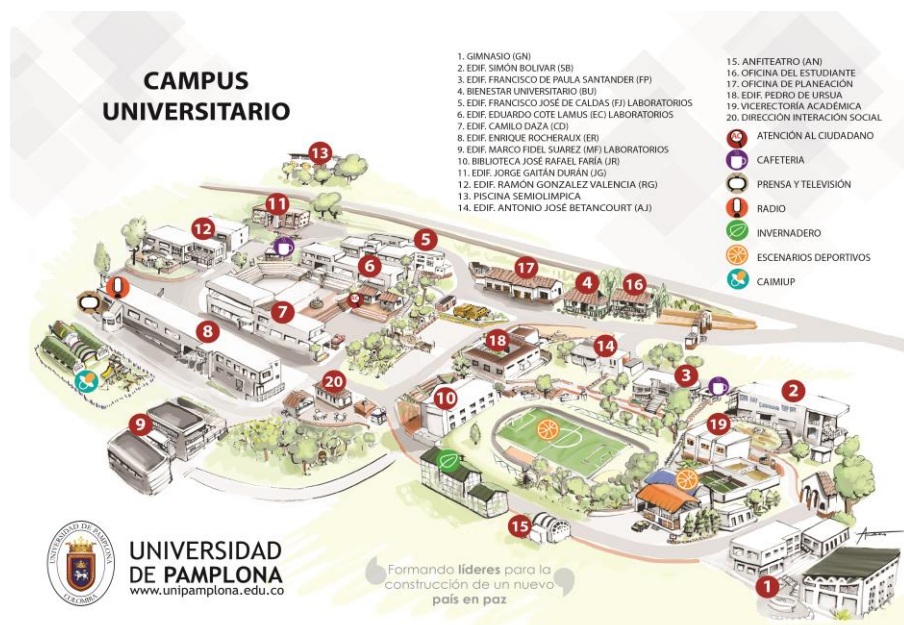 CAMPUS
UNIVERSITARIO
1. GIMNASIO (GN)
2. EDIF. SIMÓN BOLIVAR (SB)
3. EDIF. FRANCISCO DE PAULA SANTANDER (FP)
4. BIENESTAR UNIVERSITARIO (BU)
5. EDIF. FRANCISCO JOSÉ DE CALDAS (FJ) LABORATORIOS
6. EDIF. EDUARDO COTE LAMUS (EC) LABORATORIOS
7. EDIF. CAMILO DAZA (CD)
8. EDIF. ENRIQUE ROCHERAUX (ER)
9. EDIF. MARCO FIDEL SUAREZ (MF) LABORATORIOS
10. BIBLIOTECA JOSÉ RAFAEL FARÍA (JR)
11. EDIF. JORGE GAITÁN DURÁN (JG)
12. EDIF. RAMÓN GONZALEZ VALENCIA (RG)
13. PISCINA SEMIOLIMPICA
14. EDIF. ANTONIO JOSÉ BETANCOURT (AJ)
15. ANFITEATRO (AN)
16. OFICINA DEL ESTUDIANTE
17. OFICINA DE PLANEACIÓN
18. EDIF. PEDRO DE URSUA
19. VICERECTORÍA ACADÉMICA
20. DIRECCIÓN INTERACIÓN SOCIAL
AC ATENCIÓN AL CIUDADANO
CAFETERIA
PRENSA Y TELEVISIÓN
RADIO
INVERNADERO
ESCENARIOS DEPORTIVOS
CAIMIUP
13
11
12
5
6
17
4
16
AC
7
8
18
14
3
2
20
10
19
9
15
1
UNIVERSIDAD DE PAMPLONA
COLOMBIA
UNIVERSIDAD
DE PAMPLONA
www.unipamplona.edu.co
Formando líderes para la
construcción de un nuevo
país en paz